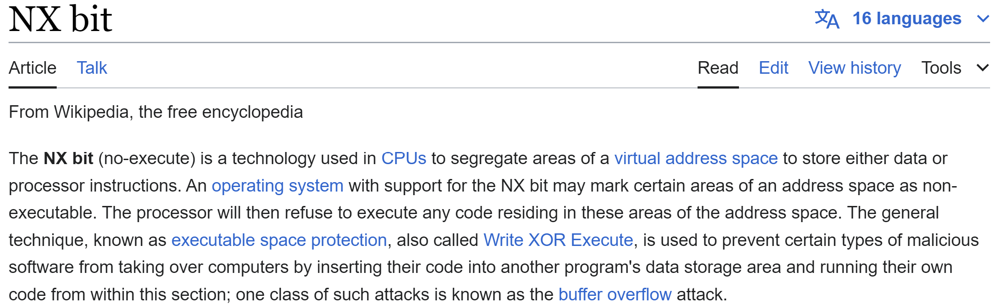 NX bit
16 languages
Article Talk Read Edit View history Tools
From Wikipedia, the free encyclopedia
The NX bit (no-execute) is a technology used in CPUs to segregate areas of a virtual address space to store either data or
processor instructions. An operating system with support for the NX bit may mark certain areas of an address space as non-
executable. The processor will then refuse to execute any code residing in these areas of the address space. The general
technique, known as executable space protection, also called Write XOR Execute, is used to prevent certain types of malicious
software from taking over computers by inserting their code into another program's data storage area and running their own
code from within this section; one class of such attacks is known as the buffer overflow attack.